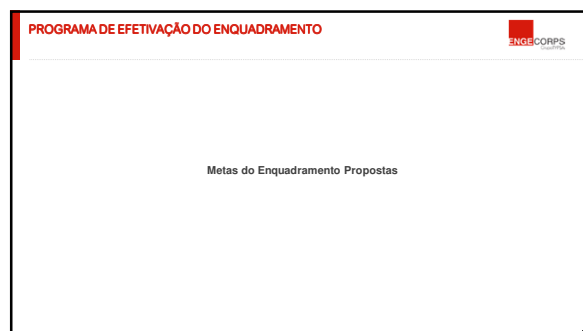 PROGRAMA DE EFETIVAÇÃO DO ENQUADRAMENTO
ENGECORPS
Metas do Enquadramento Propostas